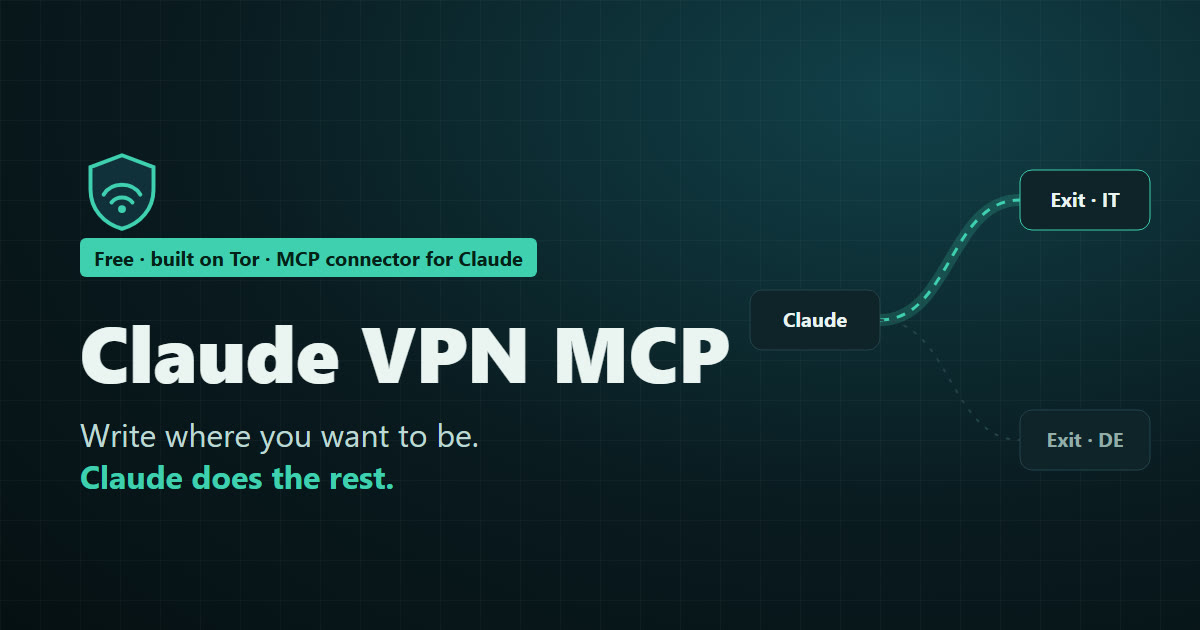 Free · built on Tor · MCP connector for Claude
Claude VPN MCP
Write where you want to be.
Claude does the rest.
Claude
Exit · IT
Exit · DE